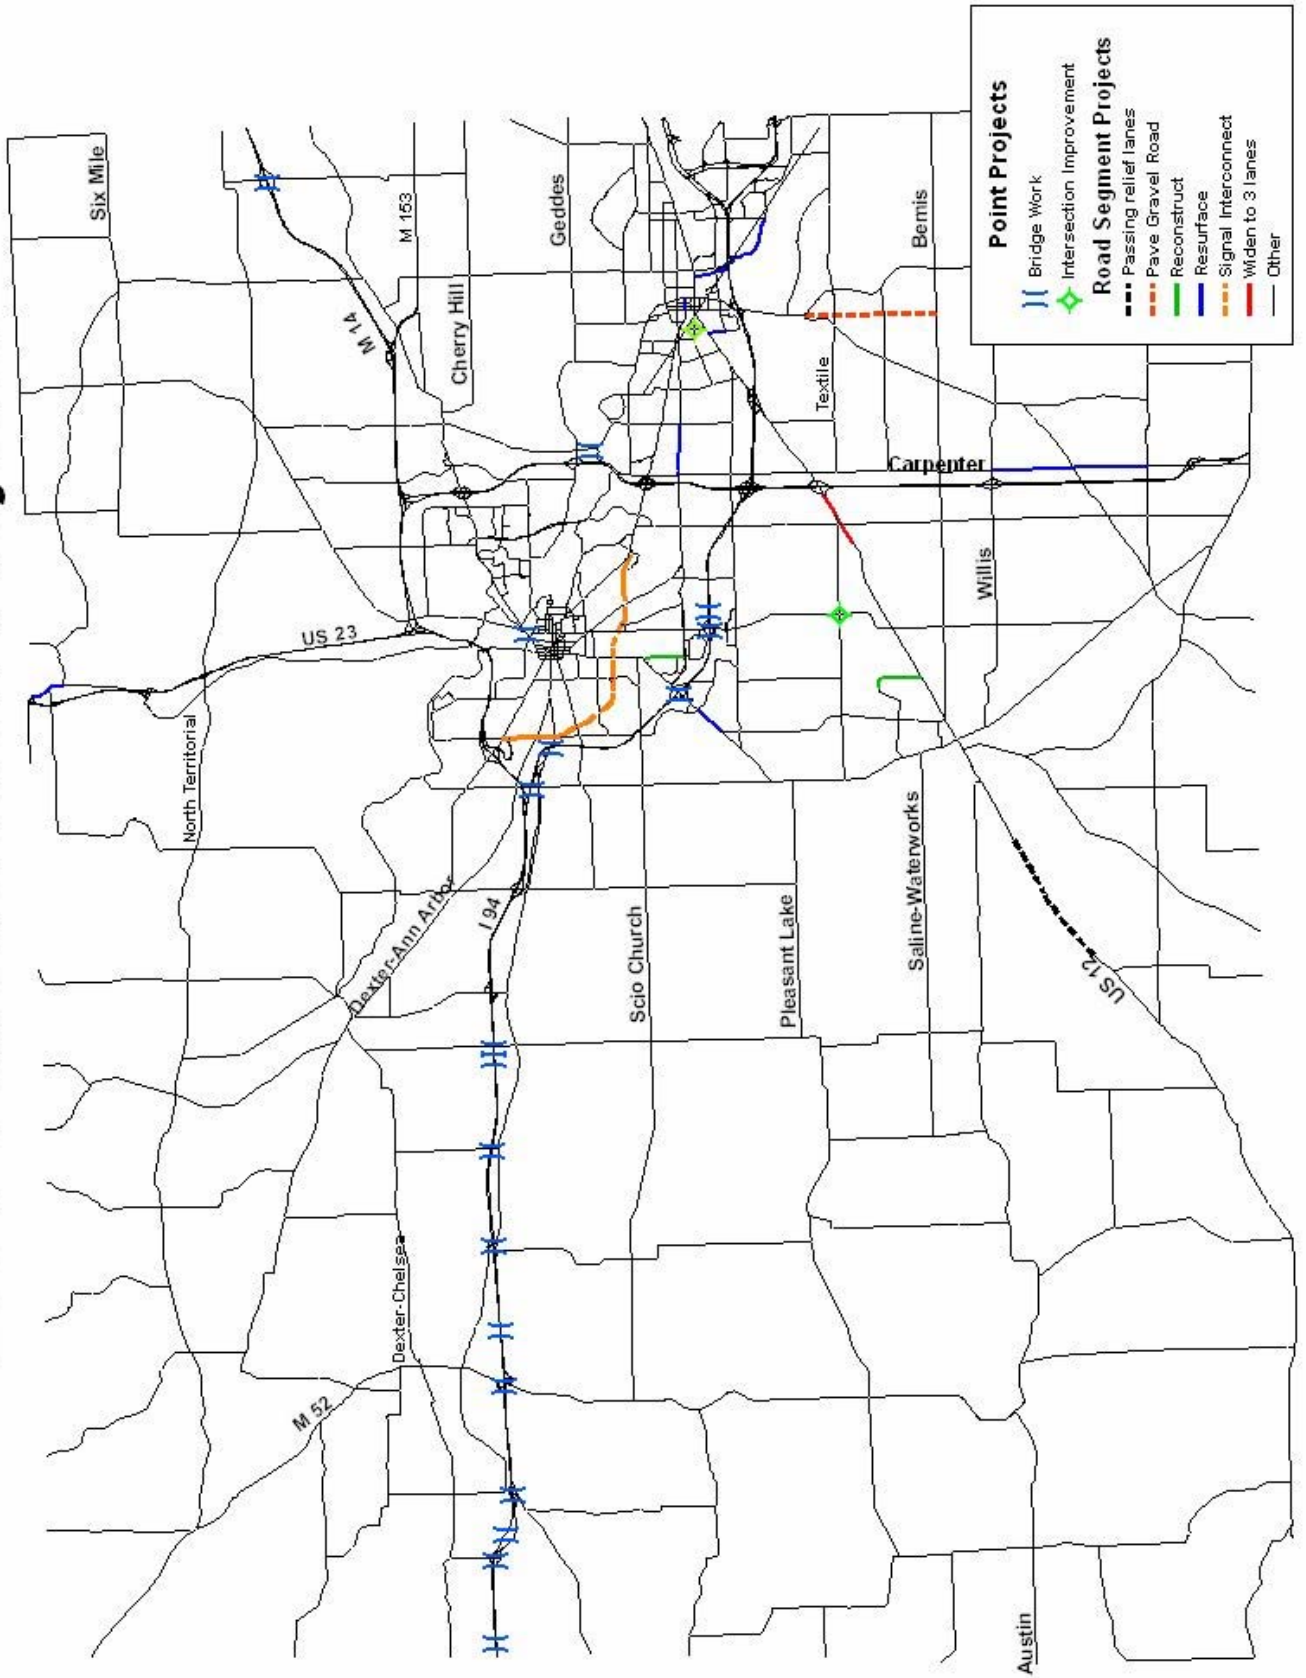 Six Mile
M 14
M 153
Cherry Hill
Geddes
US 23
North Territorial
Textile
Bemis
Carpenter
Willis
Dexter-Ann Arbor
I 94
Scio Church
Pleasant Lake
Saline-Waterworks
US 12
Dexter-Chelsea
M 52
Austin
Point Projects
Bridge Work
Intersection Improvement
Road Segment Projects
Passing relief lanes
Pave Gravel Road
Reconstruct
Resurface
Signal Interconnect
Widen to 3 lanes
Other